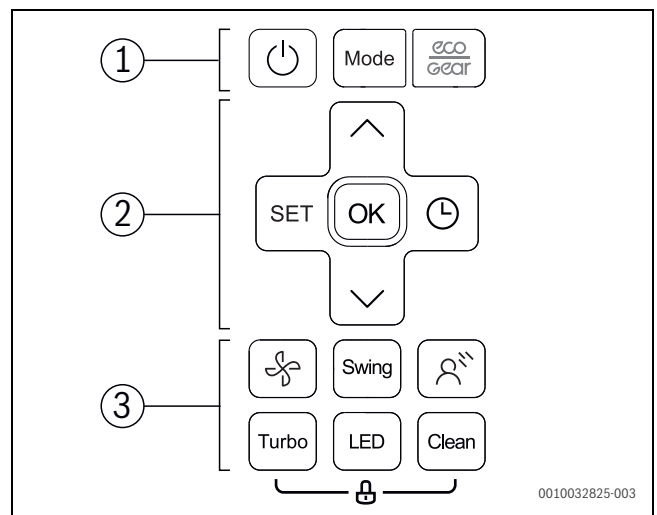 1
Mode
eco
Gear
2
SET OK
3
Swing
Turbo LED Clean
0010032825-003